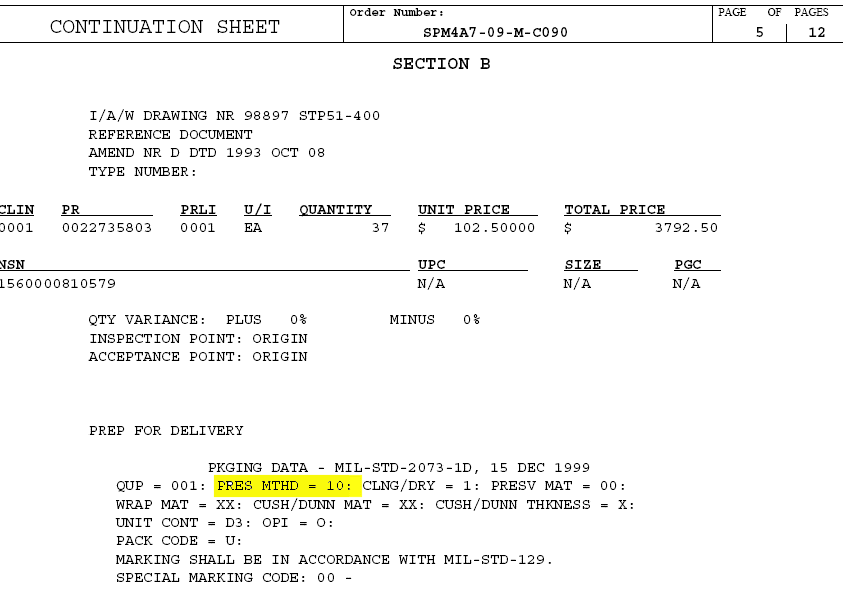 CONTINUATION SHEET
Order Number:
SPM4A7-09-M-C090
PAGE OF PAGES
5 12
SECTION B
I/A/W DRAWING NR 98897 STP51-400
REFERENCE DOCUMENT
AMEND NR D DTD 1993 OCT 08
TYPE NUMBER:
CLIN PR PRLI U/I QUANTITY UNIT PRICE TOTAL PRICE
0001 0022735803 0001 EA 37 $ 102.50000 $ 3792.50
NSN UPC SIZE PGC
1560000810579 N/A N/A N/A
QTY VARIANCE: PLUS 0% MINUS 0%
INSPECTION POINT: ORIGIN
ACCEPTANCE POINT: ORIGIN
PREP FOR DELIVERY
PKGING DATA - MIL-STD-2073-1D, 15 DEC 1999
QUP = 001: PRES MTHD = 10: CLNG/DRY = 1: PRESV MAT = 00:
WRAP MAT = XX: CUSH/DUNN MAT = XX: CUSH/DUNN THKNESS = X:
UNIT CONT = D3: OPI = O:
PACK CODE = U:
MARKING SHALL BE IN ACCORDANCE WITH MIL-STD-129.
SPECIAL MARKING CODE: 00 -